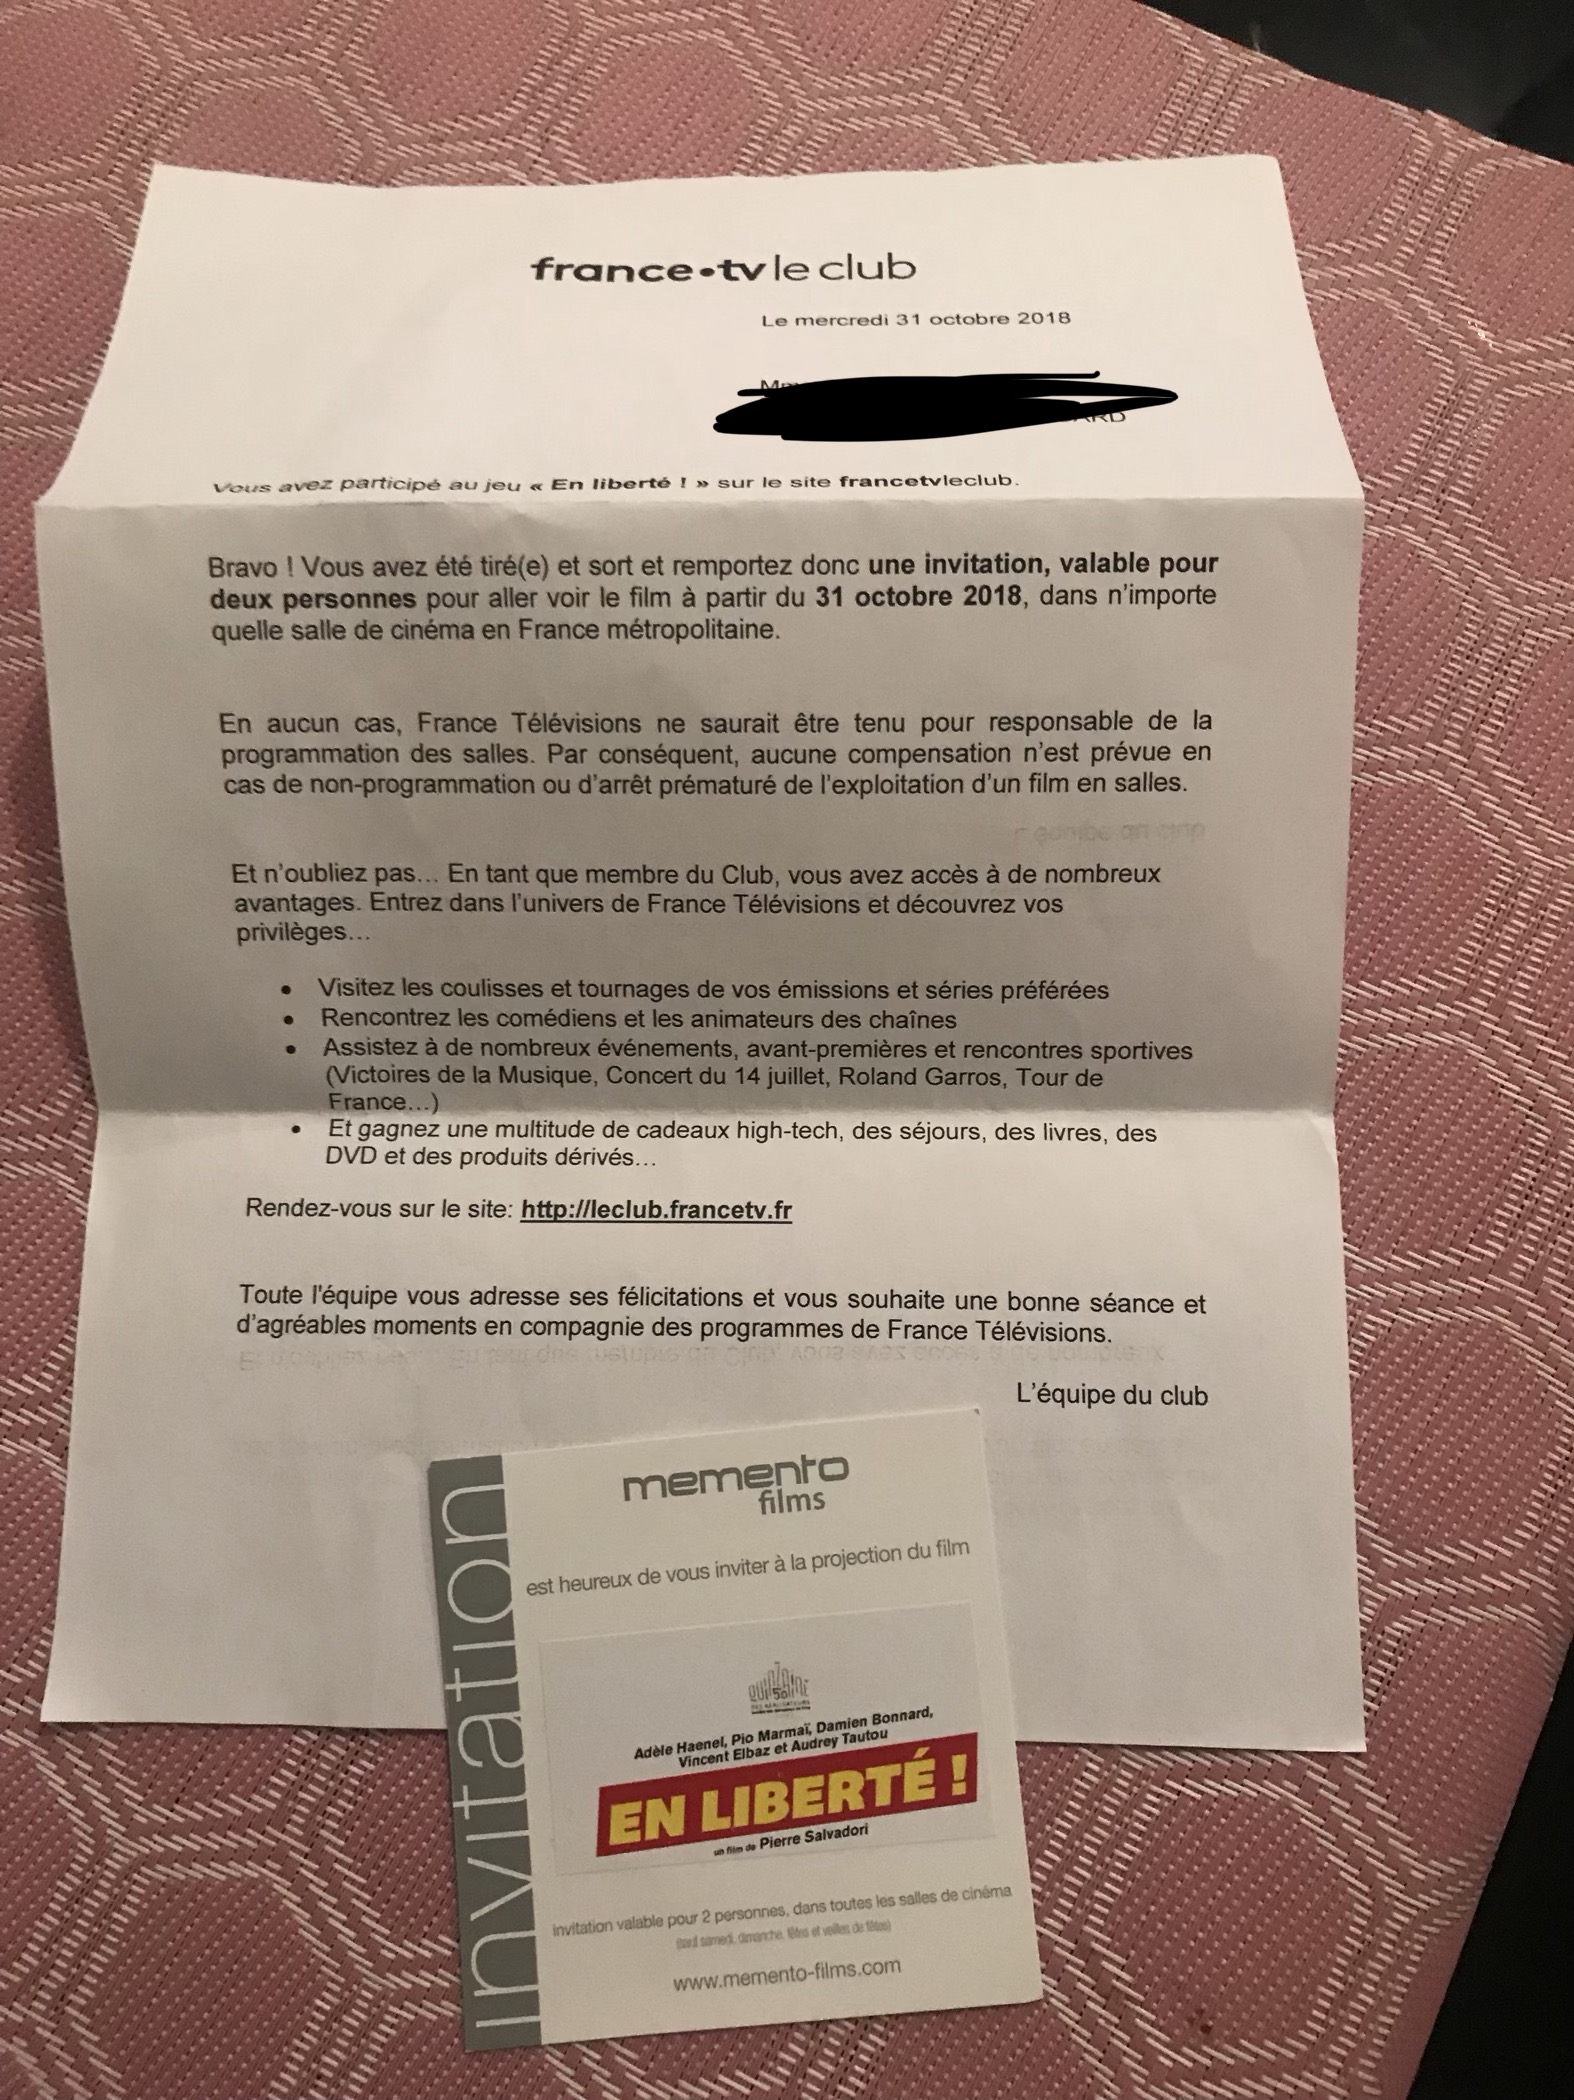 france•tv le club
Le mercredi 31 octobre 2018
Vous avez participé au jeu « En liberté ! » sur le site francetvleclub.
Bravo ! Vous avez été tiré(e) et sort et remportez donc une invitation, valable pour
deux personnes pour aller voir le film à partir du 31 octobre 2018, dans n'importe
quelle salle de cinéma en France métropolitaine.
En aucun cas, France Télévisions ne saurait être tenu pour responsable de la
programmation des salles. Par conséquent, aucune compensation n'est prévue en
cas de non-programmation ou d'arrêt prématuré de l'exploitation d'un film en salles.
Et n'oubliez pas... En tant que membre du Club, vous avez accès à de nombreux
avantages. Entrez dans l'univers de France Télévisions et découvrez vos
privilèges...
• Visitez les coulisses et tournages de vos émissions et séries préférées
• Rencontrez les comédiens et les animateurs des chaînes
• Assistez à de nombreux événements, avant-premières et rencontres sportives
(Victoires de la Musique, Concert du 14 juillet, Roland Garros, Tour de
France...)
• Et gagnez une multitude de cadeaux high-tech, des séjours, des livres, des
DVD et des produits dérivés...
Rendez-vous sur le site: http://leclub.francetv.fr
Toute l'équipe vous adresse ses félicitations et vous souhaite une bonne séance et
d'agréables moments en compagnie des programmes de France Télévisions.
L'équipe du club
invitation
memento
films
est heureux de vous inviter à la projection du film
QUINZAINE
50
Adèle Haenel, Pio Marmaï, Damien Bonnard,
Vincent Elbaz et Audrey Tautou
EN LIBERTÉ !
un film de Pierre Salvadori
invitation valable pour 2 personnes, dans toutes les salles de cinéma
(sauf samedi, dimanche, fêtes et veilles de fêtes)
www.memento-films.com